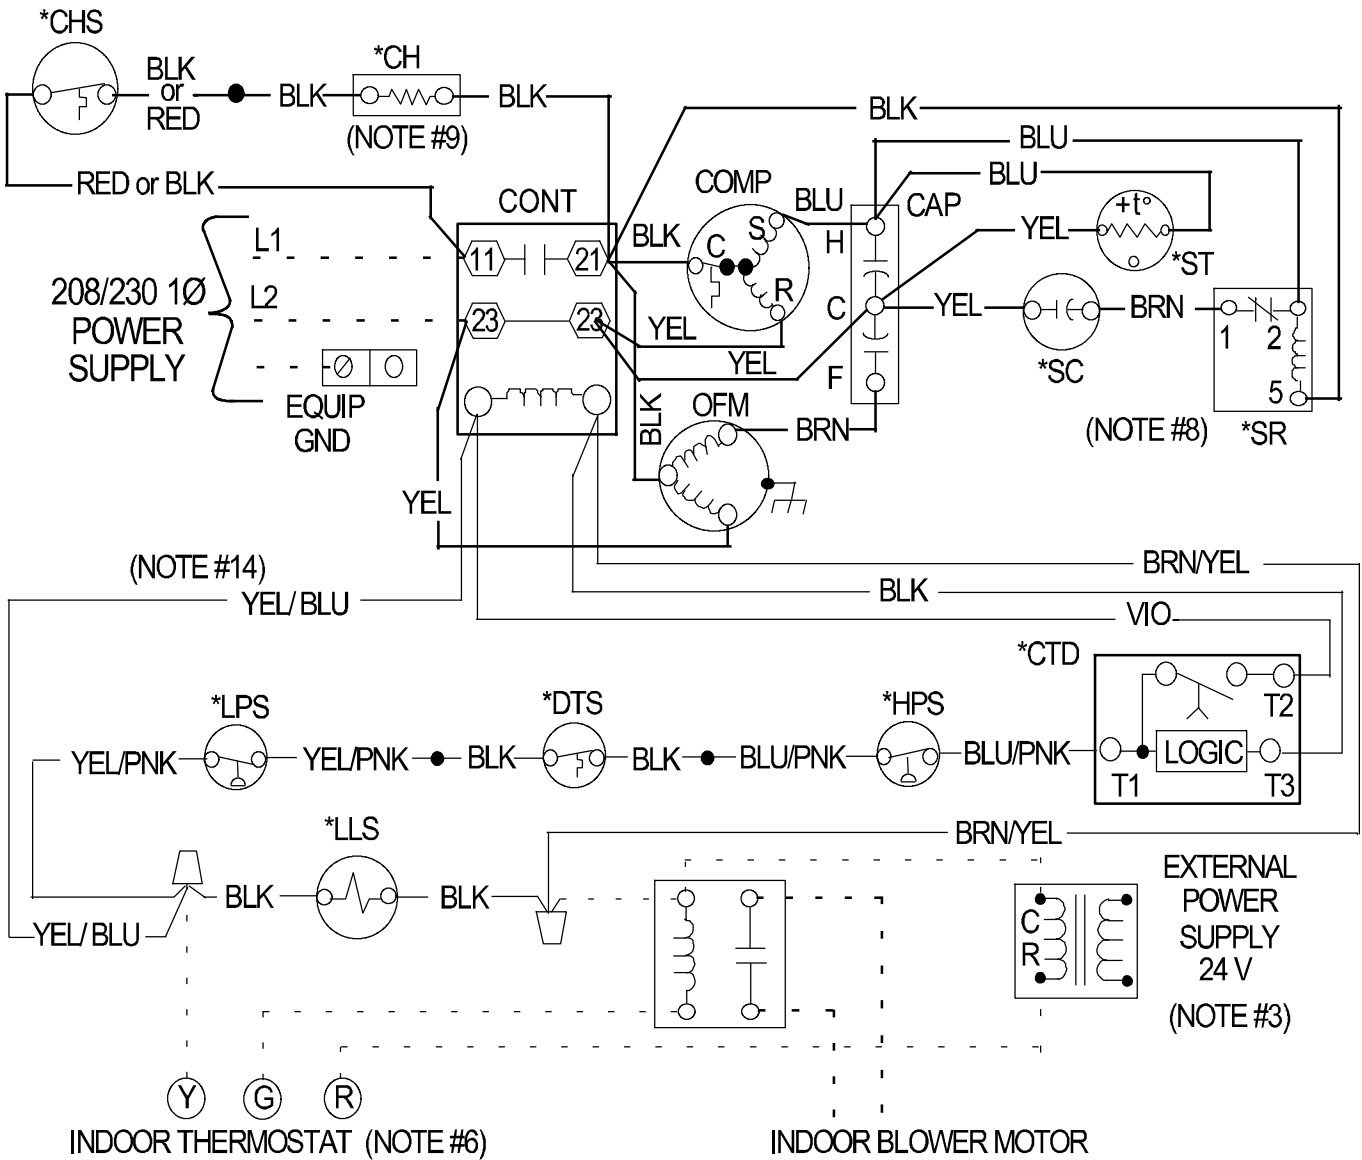 *CHS
*CH
BLK
or
RED
BLK
BLK
(NOTE #9)
BLK
BLU
BLU
RED or BLK
CONT
COMP
BLU
CAP
L1
11
21
BLK
C
S
R
H
YEL
+t°
*ST
208/230 1Ø
POWER
SUPPLY
L2
23
23
YEL
YEL
C
YEL
*SC
BRN
1
2
5
*SR
(NOTE #8)
EQUIP
GND
BLK
OFM
BRN
F
YEL
(NOTE #14)
YEL/ BLU
BRN/YEL
BLK
VIO
*CTD
T2
*LPS
*DTS
*HPS
YEL/PNK
YEL/PNK
BLK
BLK
BLU/PNK
BLU/PNK
T1
LOGIC
T3
*LLS
BRN/YEL
BLK
BLK
YEL/ BLU
C
R
EXTERNAL
POWER
SUPPLY
24 V
(NOTE #3)
Y
G
R
INDOOR THERMOSTAT (NOTE #6)
INDOOR BLOWER MOTOR